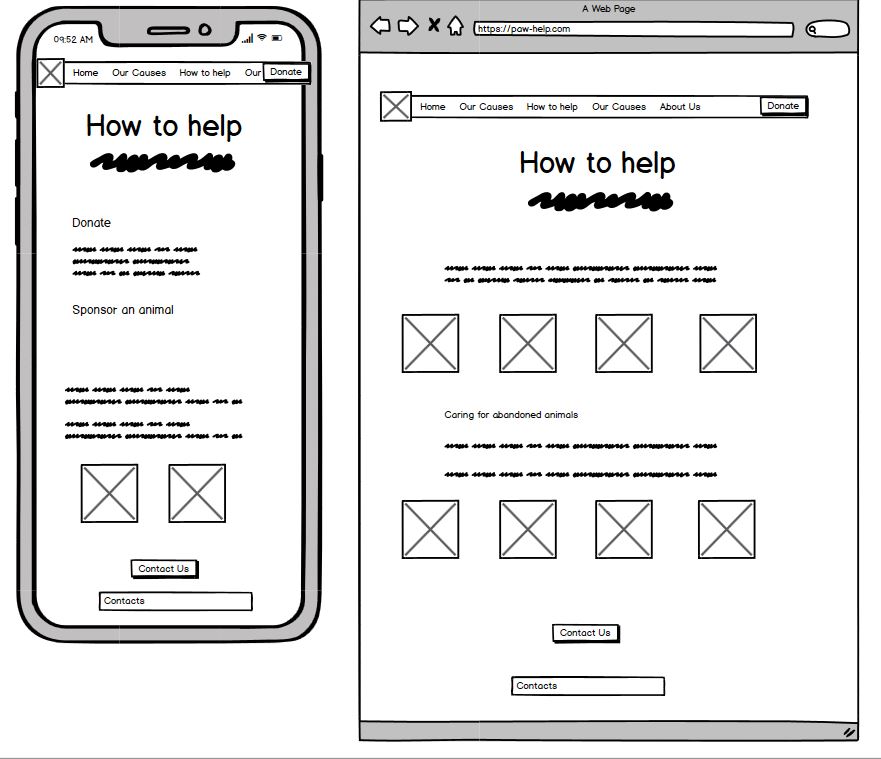 09:52 AM
Home Our Causes How to help Our Donate
How to help
Donate
Sponsor an animal
Contact Us
Contacts
A Web Page
https://paw-help.com
Home Our Causes How to help Our Causes About Us Donate
How to help
Caring for abandoned animals
Contact Us
Contacts